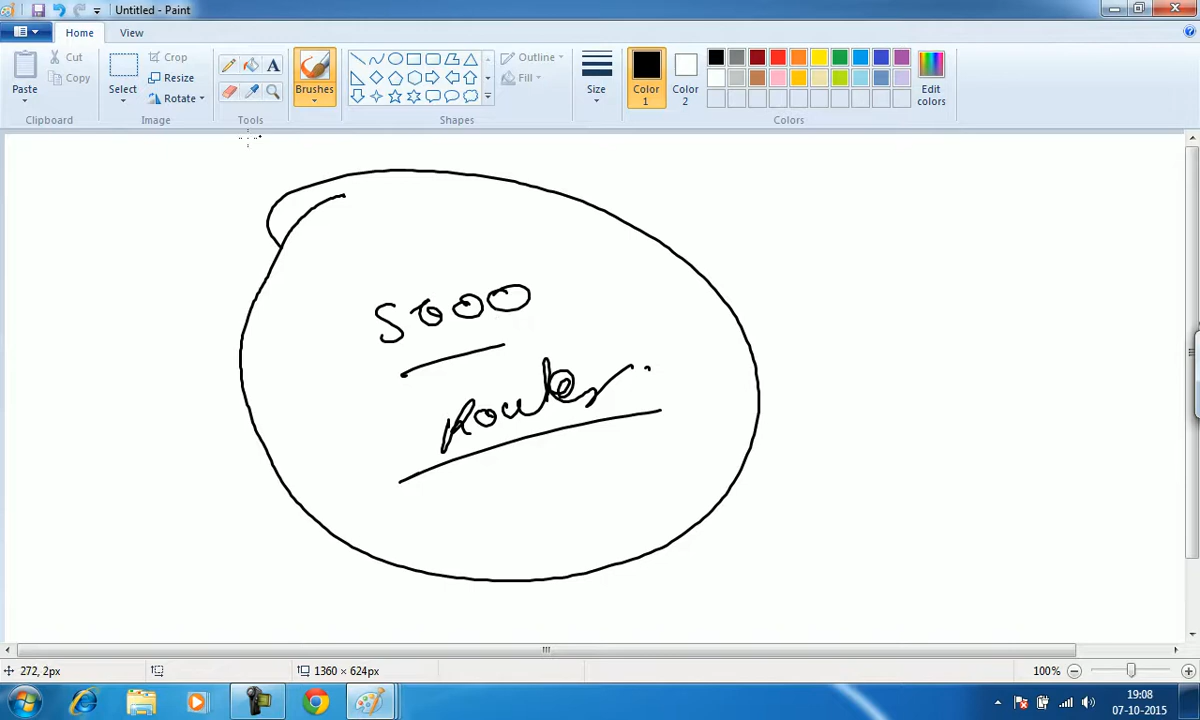 Untitled - Paint
Home View
Paste
Cut
Copy
Clipboard
Select
Crop
Resize
Rotate
Image
A
Tools
Brushes
Outline
Fill
Shapes
Size
Color 1
Color 2
Edit colors
Colors
5000
Router
272, 2px
1360 × 624px
100%
19:08
07-10-2015